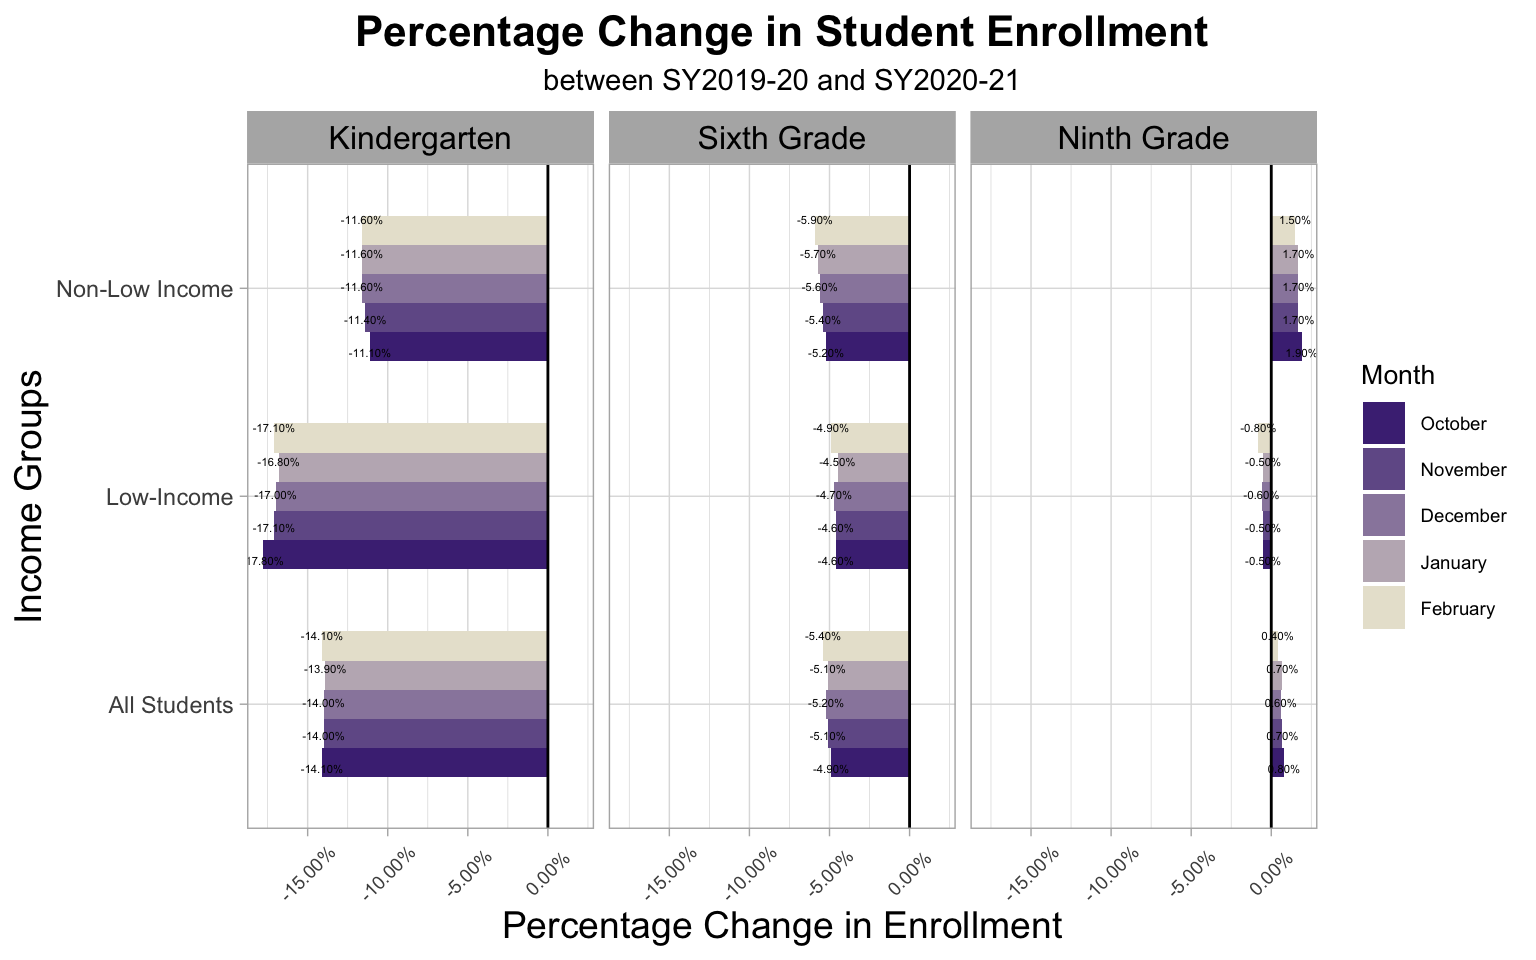 Percentage Change in Student Enrollment
between SY2019-20 and SY2020-21
Kindergarten
Sixth Grade
Ninth Grade
Income Groups
Non-Low Income
-11.60%
-11.60%
-11.60%
-11.40%
-11.10%
-5.90%
-5.70%
-5.60%
-5.40%
-5.20%
1.50%
1.70%
1.70%
1.70%
1.90%
Low-Income
-17.10%
-16.80%
-17.00%
-17.10%
17.80%
-4.90%
-4.50%
-4.70%
-4.60%
-4.60%
-0.80%
-0.50%
-0.60%
-0.50%
-0.50%
All Students
-14.10%
-13.90%
-14.00%
-14.00%
-14.10%
-5.40%
-5.10%
-5.20%
-5.10%
-4.90%
0.40%
0.70%
0.60%
0.70%
0.80%
-15.00% -10.00% -5.00% 0.00%
-15.00% -10.00% -5.00% 0.00%
-15.00% -10.00% -5.00% 0.00%
Percentage Change in Enrollment
Month
October
November
December
January
February